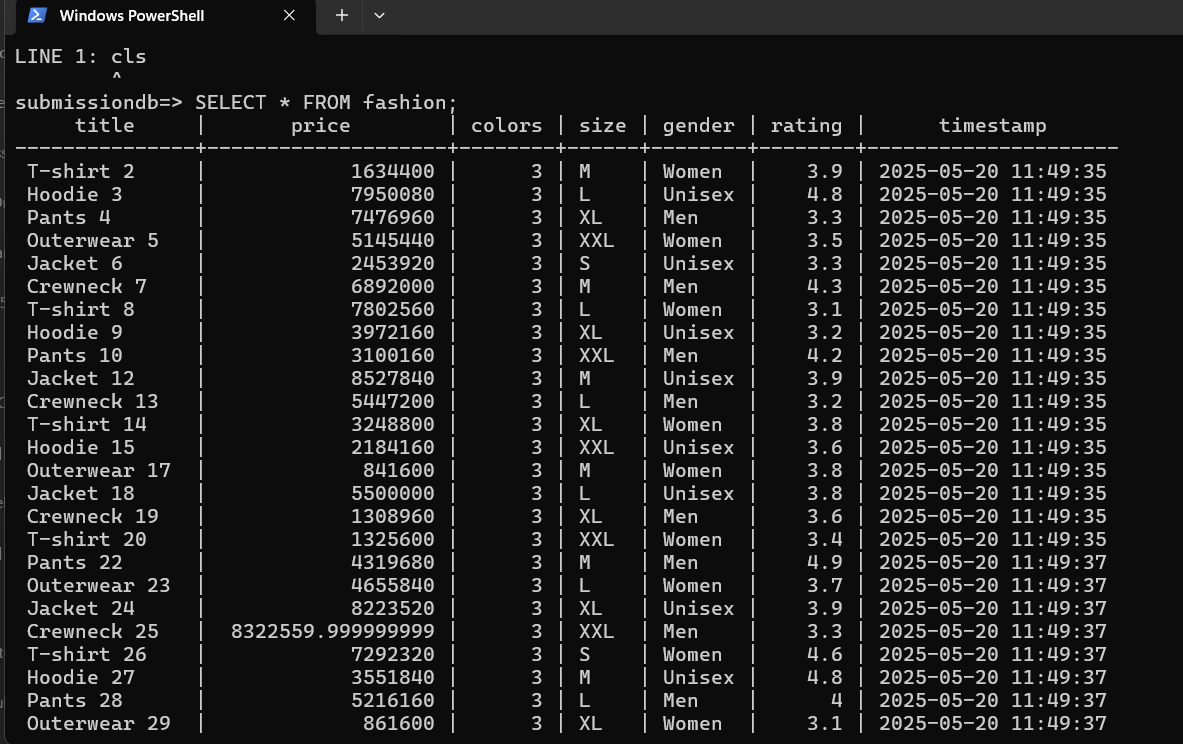 Windows PowerShell
LINE 1: cls
^
submissiondb=> SELECT * FROM fashion;
title | price | colors | size | gender | rating | timestamp
---------------+--------------------+--------+------+--------+--------+---------------------
T-shirt 2 | 1634400 | 3 | M | Women | 3.9 | 2025-05-20 11:49:35
Hoodie 3 | 7950080 | 3 | L | Unisex | 4.8 | 2025-05-20 11:49:35
Pants 4 | 7476960 | 3 | XL | Men | 3.3 | 2025-05-20 11:49:35
Outerwear 5 | 5145440 | 3 | XXL | Women | 3.5 | 2025-05-20 11:49:35
Jacket 6 | 2453920 | 3 | S | Unisex | 3.3 | 2025-05-20 11:49:35
Crewneck 7 | 6892000 | 3 | M | Men | 4.3 | 2025-05-20 11:49:35
T-shirt 8 | 7802560 | 3 | L | Women | 3.1 | 2025-05-20 11:49:35
Hoodie 9 | 3972160 | 3 | XL | Unisex | 3.2 | 2025-05-20 11:49:35
Pants 10 | 3100160 | 3 | XXL | Men | 4.2 | 2025-05-20 11:49:35
Jacket 12 | 8527840 | 3 | M | Unisex | 3.9 | 2025-05-20 11:49:35
Crewneck 13 | 5447200 | 3 | L | Men | 3.2 | 2025-05-20 11:49:35
T-shirt 14 | 3248800 | 3 | XL | Women | 3.8 | 2025-05-20 11:49:35
Hoodie 15 | 2184160 | 3 | XXL | Unisex | 3.6 | 2025-05-20 11:49:35
Outerwear 17 | 841600 | 3 | M | Women | 3.8 | 2025-05-20 11:49:35
Jacket 18 | 5500000 | 3 | L | Unisex | 3.8 | 2025-05-20 11:49:35
Crewneck 19 | 1308960 | 3 | XL | Men | 3.6 | 2025-05-20 11:49:35
T-shirt 20 | 1325600 | 3 | XXL | Women | 3.4 | 2025-05-20 11:49:35
Pants 22 | 4319680 | 3 | M | Men | 4.9 | 2025-05-20 11:49:37
Outerwear 23 | 4655840 | 3 | L | Women | 3.7 | 2025-05-20 11:49:37
Jacket 24 | 8223520 | 3 | XL | Unisex | 3.9 | 2025-05-20 11:49:37
Crewneck 25 | 8322559.999999999 | 3 | XXL | Men | 3.3 | 2025-05-20 11:49:37
T-shirt 26 | 7292320 | 3 | S | Women | 4.6 | 2025-05-20 11:49:37
Hoodie 27 | 3551840 | 3 | M | Unisex | 4.8 | 2025-05-20 11:49:37
Pants 28 | 5216160 | 3 | L | Men | 4 | 2025-05-20 11:49:37
Outerwear 29 | 861600 | 3 | XL | Women | 3.1 | 2025-05-20 11:49:37